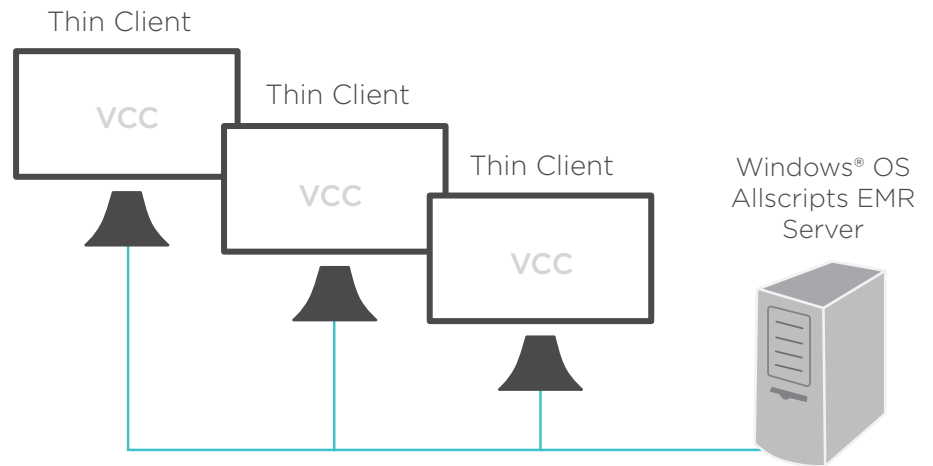 Thin Client
VCC
Thin Client
VCC
Thin Client
VCC
Windows® OS
Allscripts EMR
Server